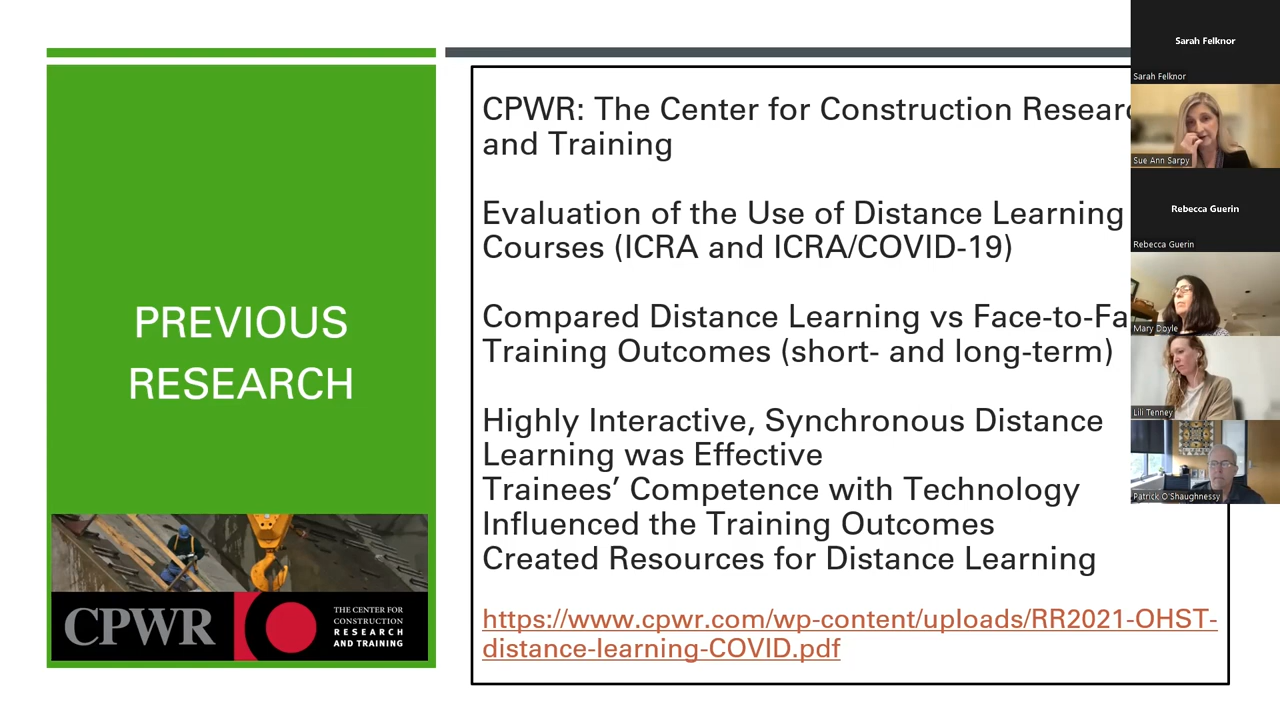 PREVIOUS
RESEARCH
CPWR
THE CENTER FOR
CONSTRUCTION
RESEARCH
AND TRAINING
CPWR: The Center for Construction Researc
and Training
Evaluation of the Use of Distance Learning
Courses (ICRA and ICRA/COVID-19)
Compared Distance Learning vs Face-to-Fa
Training Outcomes (short- and long-term)
Highly Interactive, Synchronous Distance
Learning was Effective
Trainees’ Competence with Technology
Influenced the Training Outcomes
Created Resources for Distance Learning
https://www.cpwr.com/wp-content/uploads/RR2021-OHST-
distance-learning-COVID.pdf
Sarah Felknor
Sarah Felknor
Sue Ann Sarpy
Rebecca Guerin
Rebecca Guerin
Mary Doyle
Lili Tenney
Patrick O'Shaughnessy